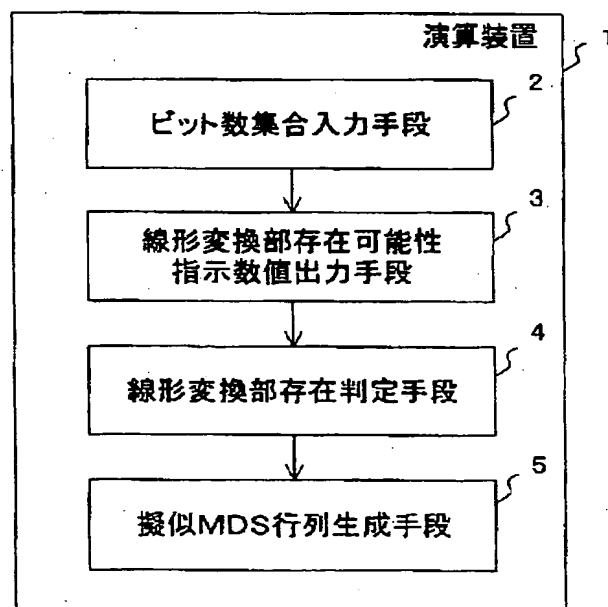 演算装置
1
2
ビット数集合入力手段
3
線形変換部存在可能性
指示数値出力手段
4
線形変換部存在判定手段
5
擬似MDS行列生成手段